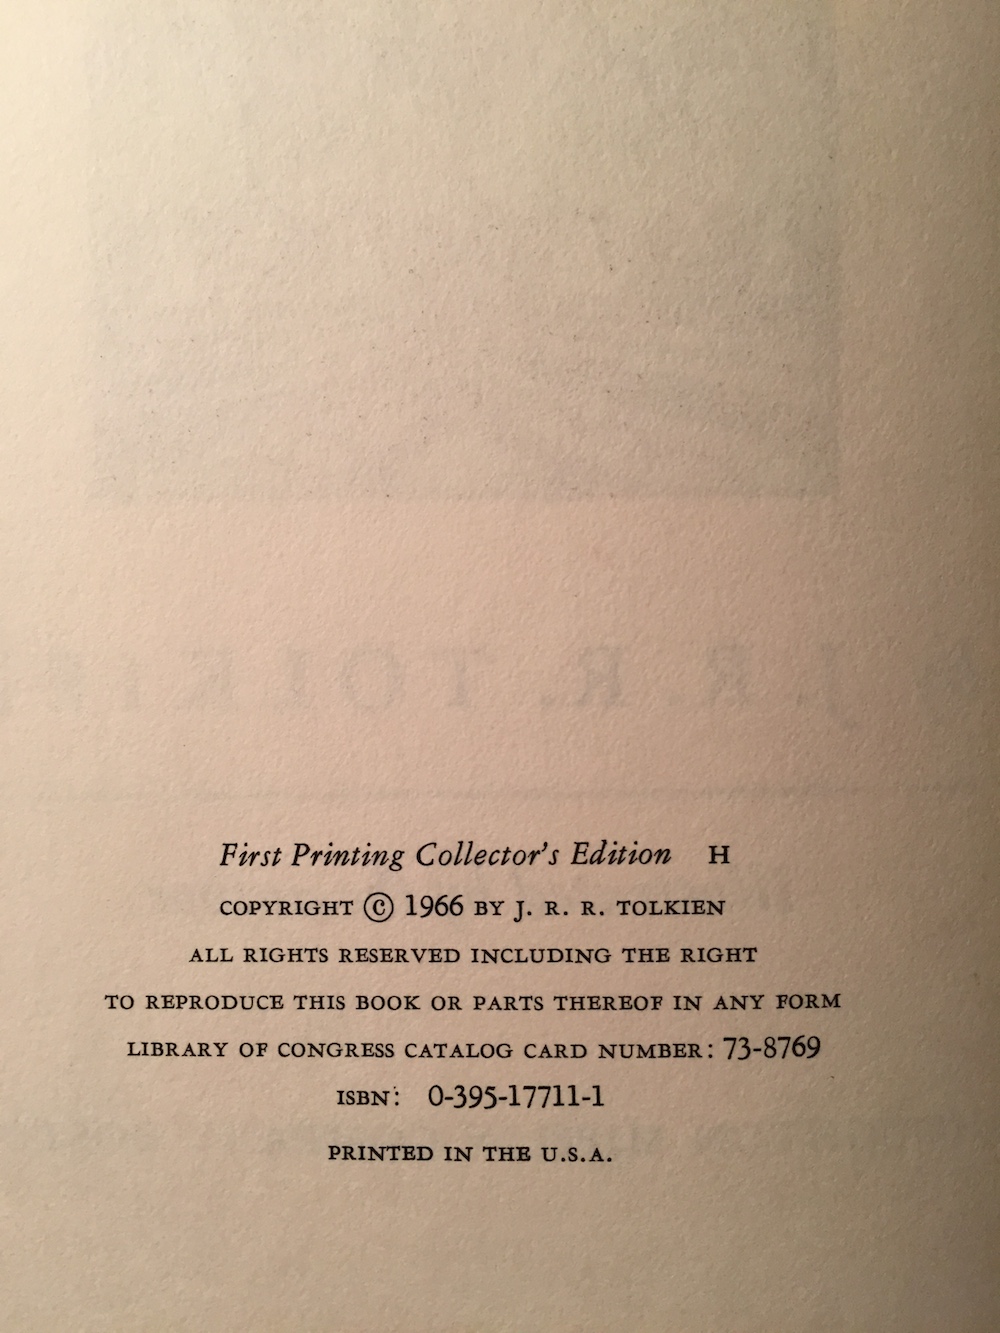 First Printing Collector's Edition H
COPYRIGHT © 1966 BY J. R. R. TOLKIEN
ALL RIGHTS RESERVED INCLUDING THE RIGHT
TO REPRODUCE THIS BOOK OR PARTS THEREOF IN ANY FORM
LIBRARY OF CONGRESS CATALOG CARD NUMBER: 73-8769
ISBN: 0-395-17711-1
PRINTED IN THE U.S.A.